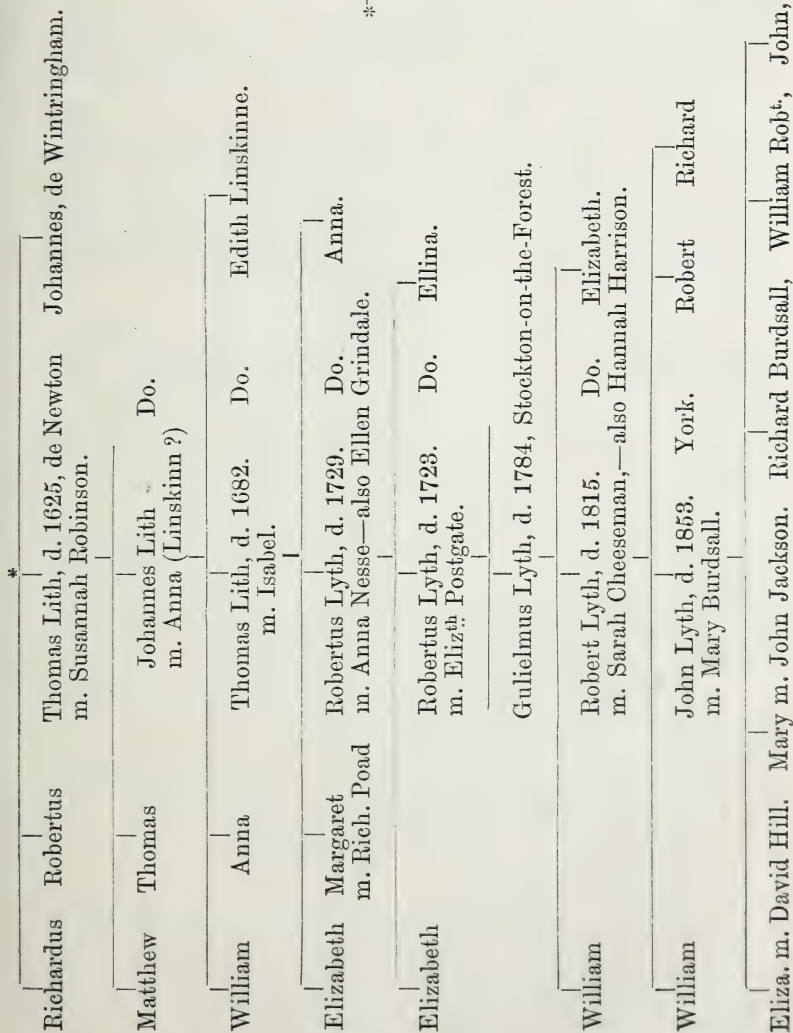 *
Richardus Robertus Thomas Lith, d. 1625, de Newton Johannes, de Wintringham.
m. Susannah Robinson.
Matthew Thomas Johannes Lith Do.
m. Anna (Linskinn ?)
William Anna Thomas Lith, d. 1682. Do. Edith Linskinne.
m. Isabel.
Elizabeth Margaret Robertus Lyth, d. 1729. Do. Anna.
m. Rich. Poad m. Anna Nesse—also Ellen Grindale.
Elizabeth Robertus Lyth, d. 1723. Do. Ellina.
m. Elizth Postgate.
Gulielmus Lyth, d. 1784, Stockton-on-the-Forest.
William Robert Lyth, d. 1815. Do. Elizabeth.
m. Sarah Cheeseman,—also Hannah Harrison.
William John Lyth, d. 1853. York. Robert Richard
m. Mary Burdsall.
Eliza. m. David Hill. Mary m. John Jackson. Richard Burdsall, William Robt., John,